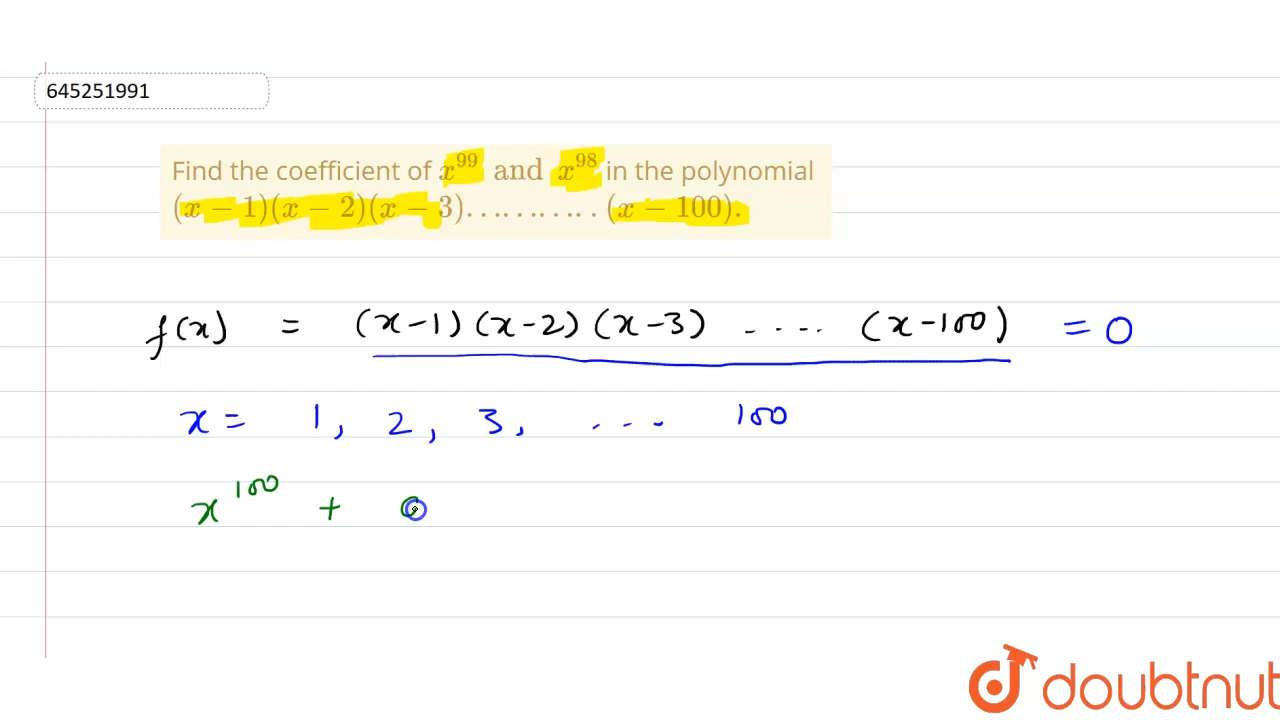 645251991
Find the coefficient of x^99 and x^98 in the polynomial
(x − 1)(x − 2)(x − 3)...........(x − 100).
f(x) = (x-1) (x-2) (x-3) ..... (x-100) = 0
x = 1, 2, 3, ... 100
x^100 +
doubtnut